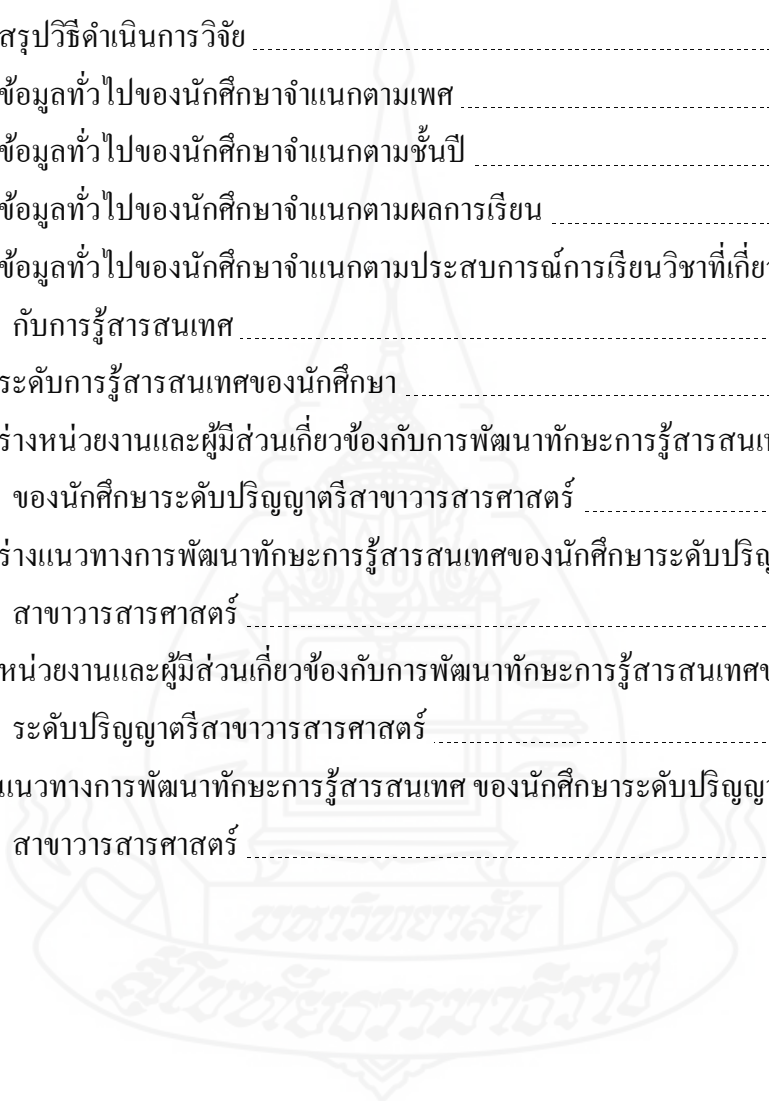 สรุปวิธีดำเนินการวิจัย
ข้อมูลทั่วไปของนักศึกษาจำแนกตามเพศ
ข้อมูลทั่วไปของนักศึกษาจำแนกตามชั้นปี
ข้อมูลทั่วไปของนักศึกษาจำแนกตามผลการเรียน
ข้อมูลทั่วไปของนักศึกษาจำแนกตามประสบการณ์การเรียนวิชาที่เกี่ย
กับการรู้สารสนเทศ
ระดับการรู้สารสนเทศของนักศึกษา
ร่างหน่วยงานและผู้มีส่วนเกี่ยวข้องกับการพัฒนาทักษะการรู้สารสนเ
ของนักศึกษาระดับปริญญาตรีสาขาวารสารศาสตร์
ร่างแนวทางการพัฒนาทักษะการรู้สารสนเทศของนักศึกษาระดับปริญ
สาขาวารสารศาสตร์
หน่วยงานและผู้มีส่วนเกี่ยวข้องกับการพัฒนาทักษะการรู้สารสนเทศข
ระดับปริญญาตรีสาขาวารสารศาสตร์
แนวทางการพัฒนาทักษะการรู้สารสนเทศ ของนักศึกษาระดับปริญญา
สาขาวารสารศาสตร์
มหาวิทยาลัย
สุโขทัยธรรมาธิราช